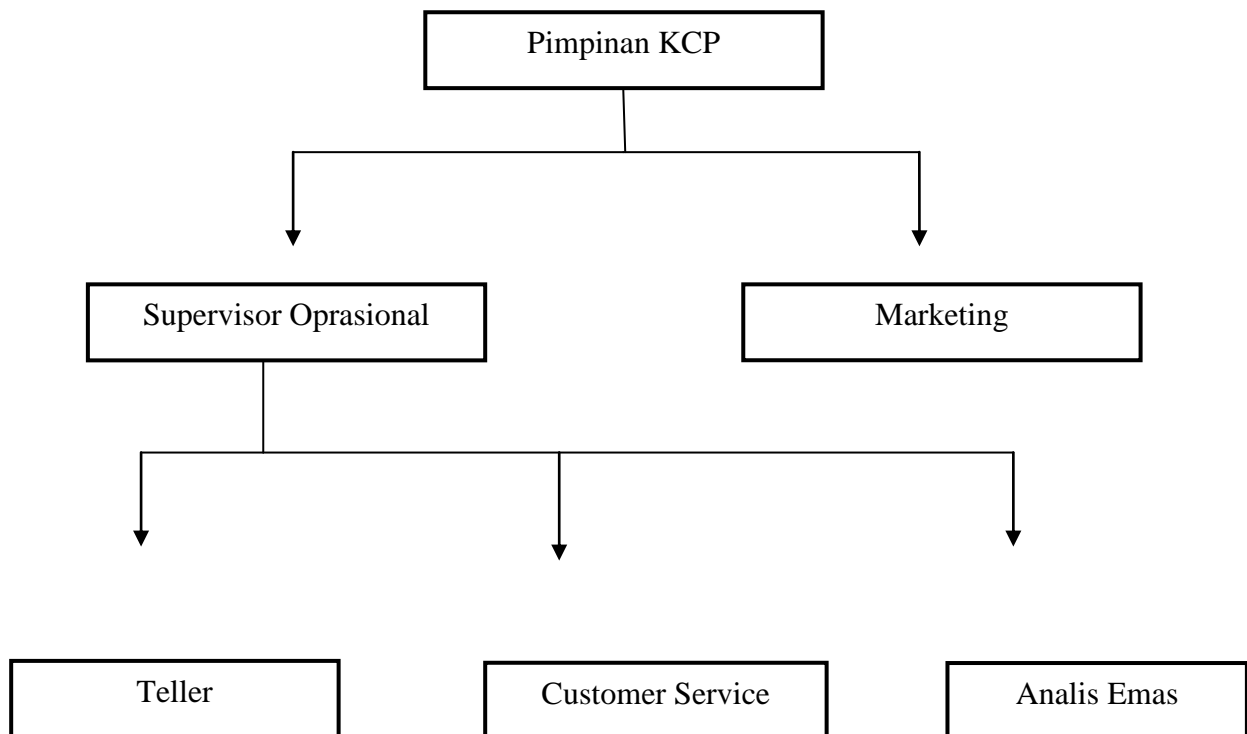 Pimpinan KCP
Supervisor Oprasional
Marketing
Teller
Customer Service
Analis Emas